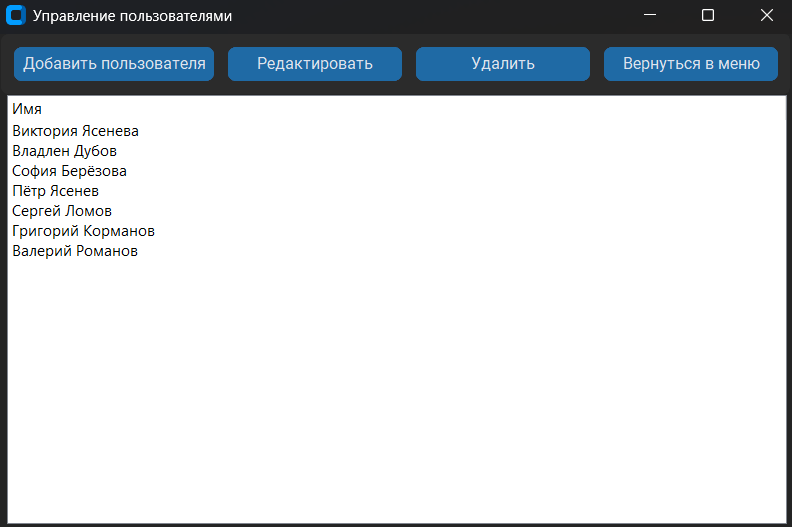 Управление пользователями
Добавить пользователя Редактировать Удалить Вернуться в меню
Имя
Виктория Ясенева
Владлен Дубов
София Берёзова
Пётр Ясенев
Сергей Ломов
Григорий Корманов
Валерий Романов